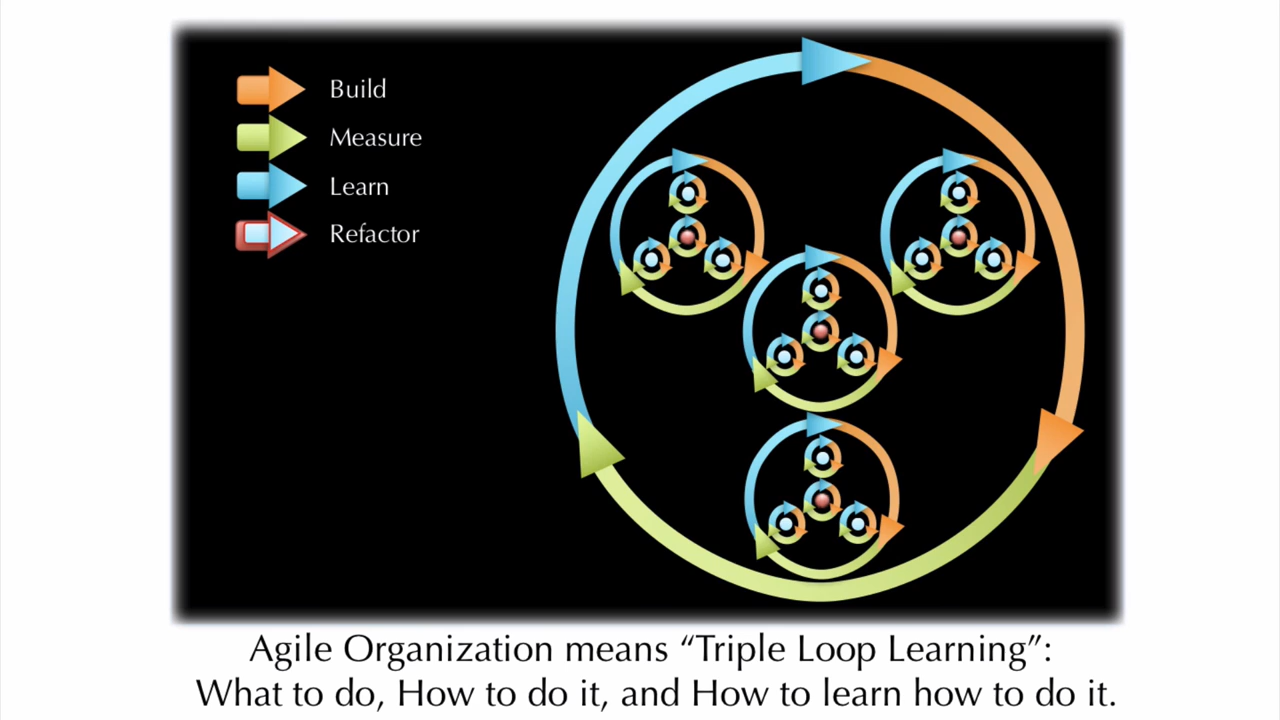 Build
Measure
Learn
Refactor
Agile Organization means “Triple Loop Learning”:
What to do, How to do it, and How to learn how to do it.